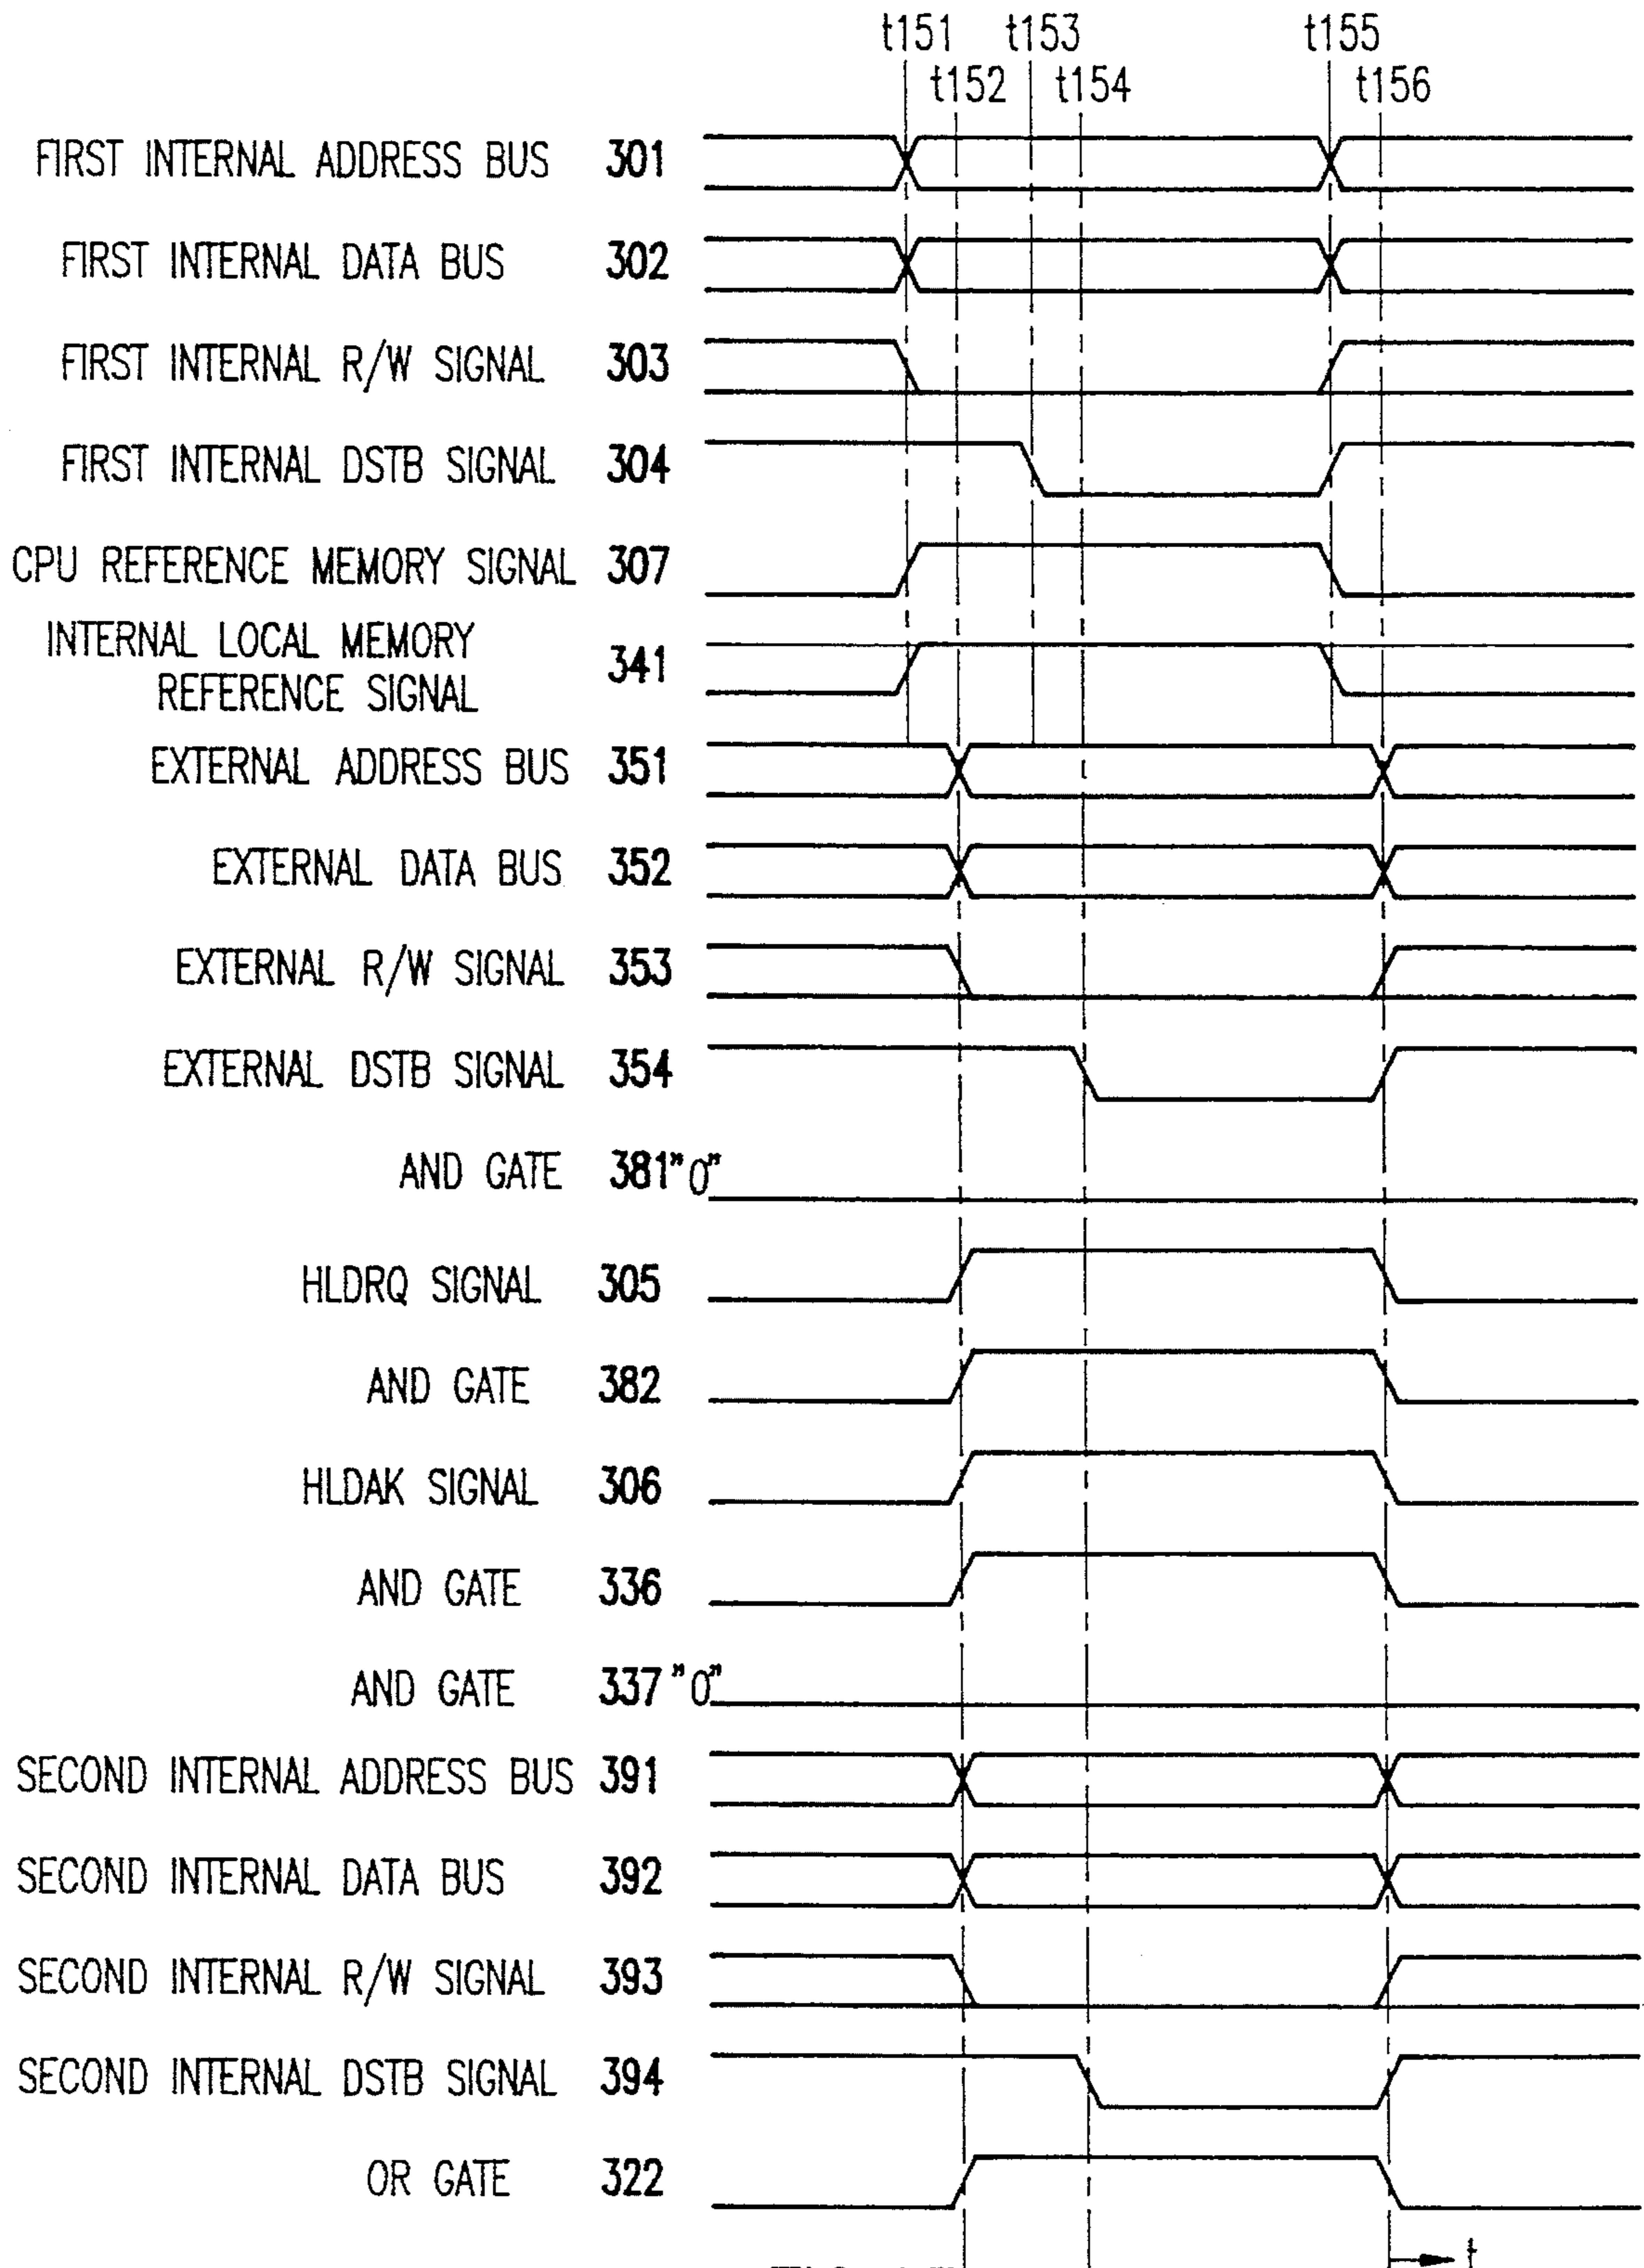 t151 t153 t155
t152 t154 t156
FIRST INTERNAL ADDRESS BUS 301
FIRST INTERNAL DATA BUS 302
FIRST INTERNAL R/W SIGNAL 303
FIRST INTERNAL DSTB SIGNAL 304
CPU REFERENCE MEMORY SIGNAL 307
INTERNAL LOCAL MEMORY
REFERENCE SIGNAL 341
EXTERNAL ADDRESS BUS 351
EXTERNAL DATA BUS 352
EXTERNAL R/W SIGNAL 353
EXTERNAL DSTB SIGNAL 354
AND GATE 381 "0"
HLDRQ SIGNAL 305
AND GATE 382
HLDAK SIGNAL 306
AND GATE 336
AND GATE 337 "0"
SECOND INTERNAL ADDRESS BUS 391
SECOND INTERNAL DATA BUS 392
SECOND INTERNAL R/W SIGNAL 393
SECOND INTERNAL DSTB SIGNAL 394
OR GATE 322
t